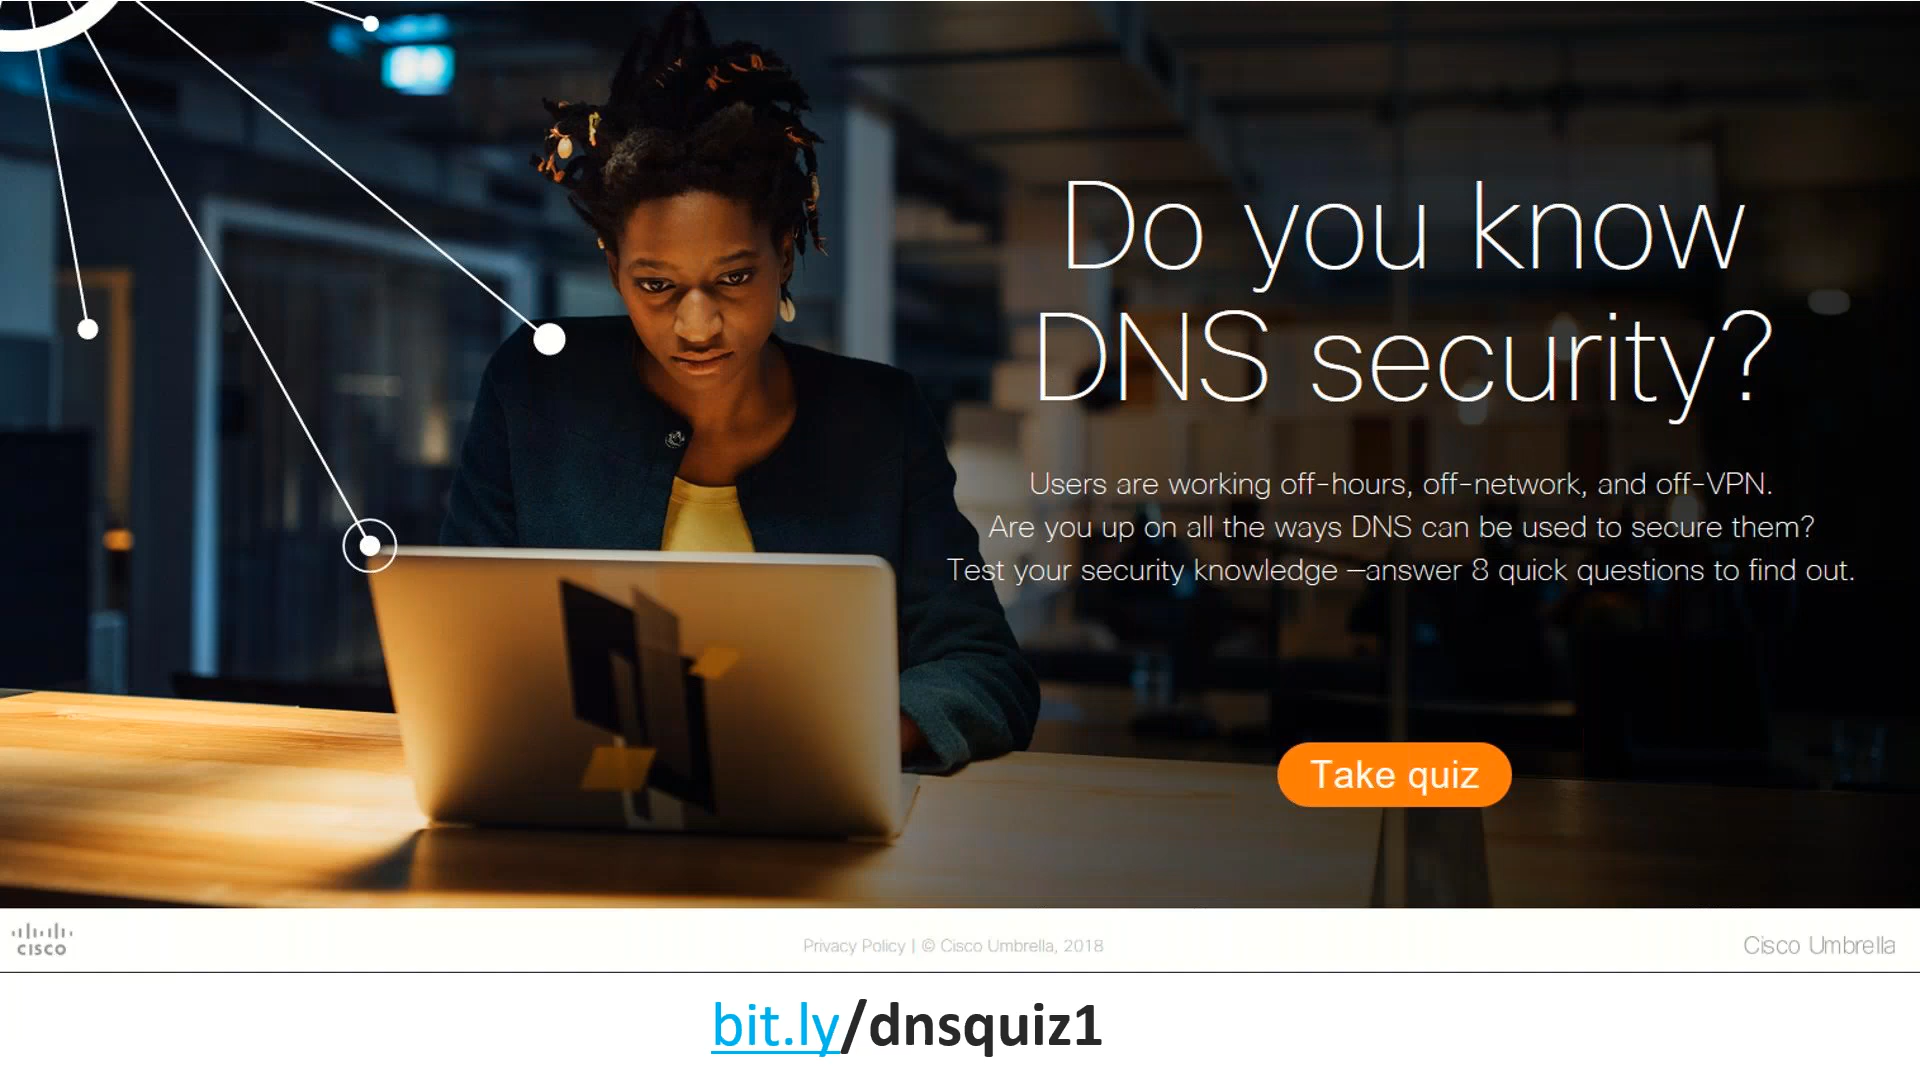 Do you know
DNS security?
Users are working off-hours, off-network, and off-VPN.
Are you up on all the ways DNS can be used to secure them?
Test your security knowledge —answer 8 quick questions to find out.
Take quiz
CISCO
Privacy Policy | © Cisco Umbrella, 2018
Cisco Umbrella
bit.ly/dnsquiz1